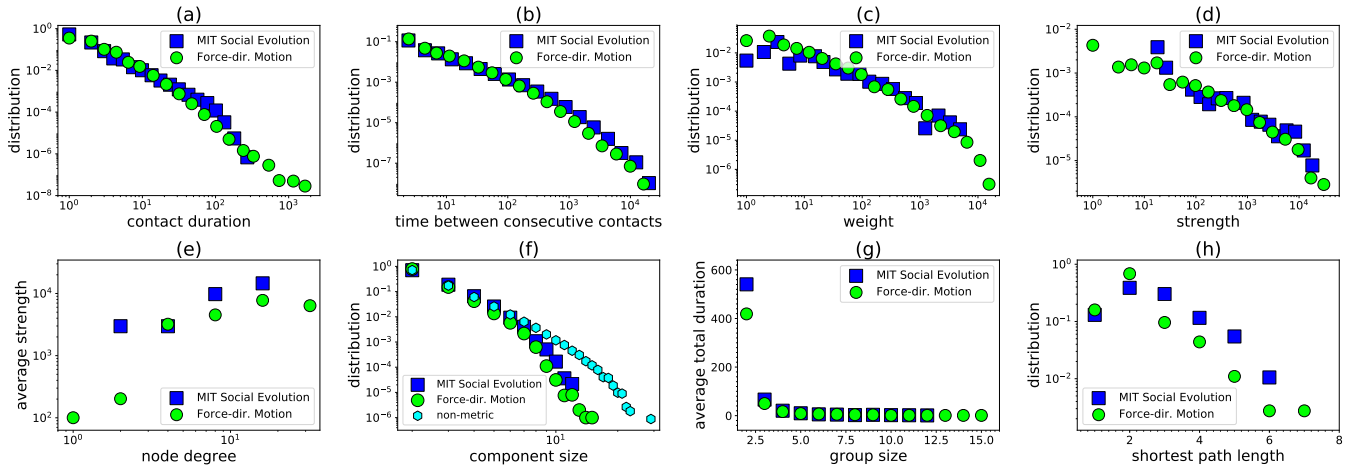 (a)
(b)
(c)
(d)
distribution
10^0
10^-2
10^-4
10^-6
10^-8
MIT Social Evolution
Force-dir. Motion
10^0 10^1 10^2 10^3
contact duration
distribution
10^-1
10^-3
10^-5
10^-7
MIT Social Evolution
Force-dir. Motion
10^1 10^2 10^3 10^4
time between consecutive contacts
distribution
10^-2
10^-4
10^-5
10^-6
MIT Social Evolution
Force-dir. Motion
10^0 10^1 10^2 10^3 10^4
weight
distribution
10^-2
10^-3
10^-4
10^-5
MIT Social Evolution
Force-dir. Motion
10^0 10^1 10^2 10^3 10^4
strength
(e)
(f)
(g)
(h)
average strength
10^4
10^3
10^2
MIT Social Evolution
Force-dir. Motion
10^0 10^1
node degree
distribution
10^0
10^-1
10^-2
10^-3
10^-4
10^-5
10^-6
MIT Social Evolution
Force-dir. Motion
non-metric
10^1
component size
average total duration
600
400
200
0
MIT Social Evolution
Force-dir. Motion
2.5 5.0 7.5 10.0 12.5 15.0
group size
distribution
10^0
10^-1
10^-2
MIT Social Evolution
Force-dir. Motion
2 4 6 8
shortest path length